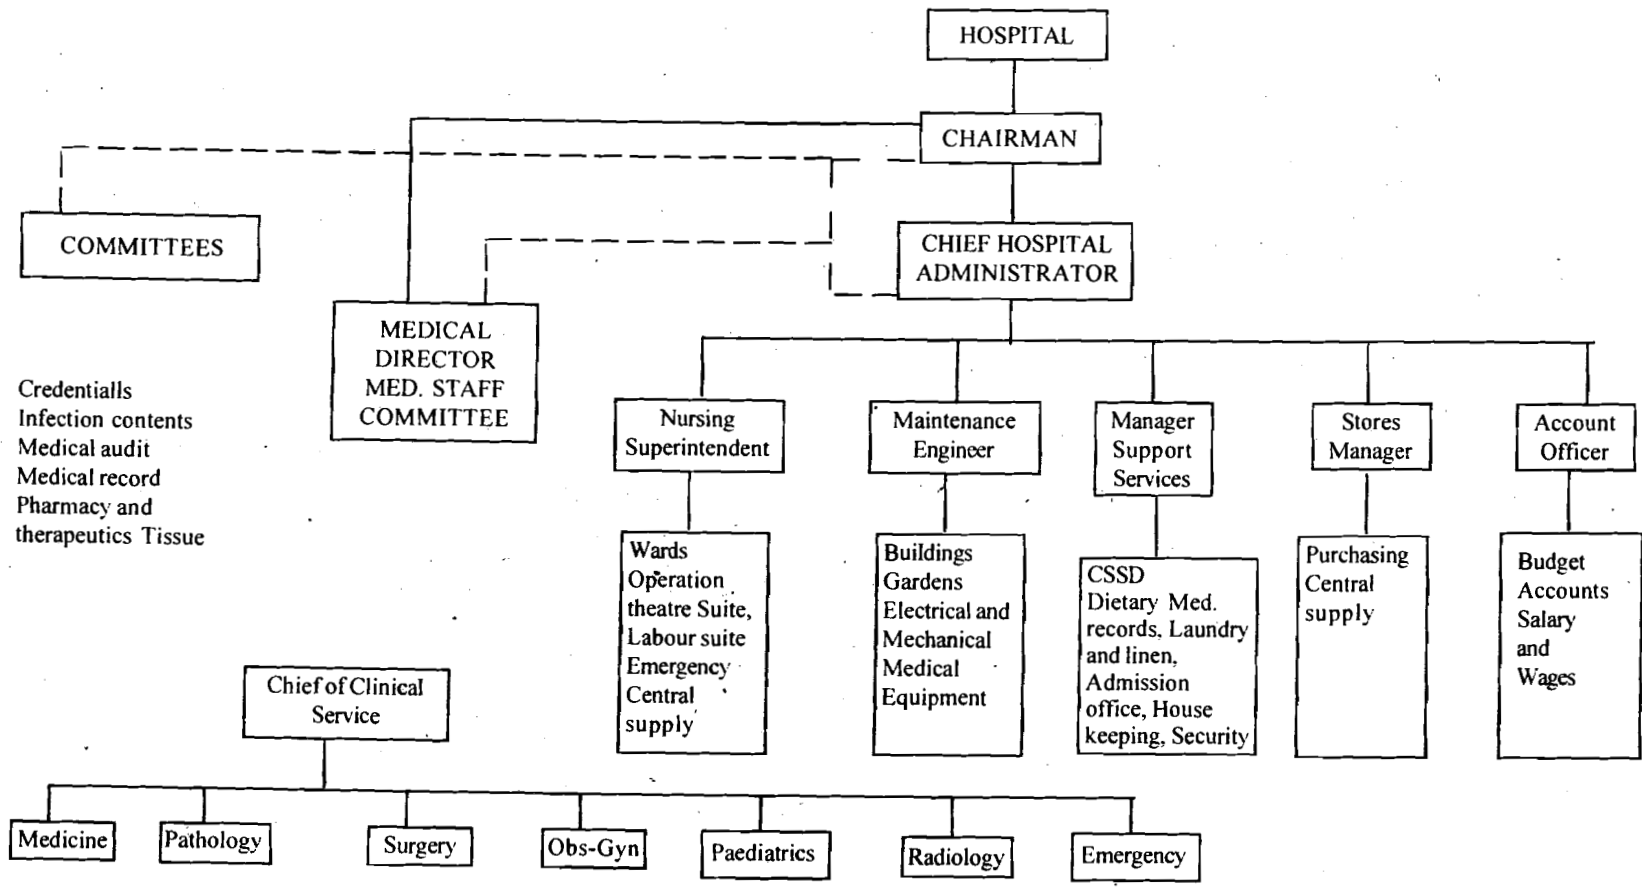 HOSPITAL
CHAIRMAN
COMMITTEES
CHIEF HOSPITAL
ADMINISTRATOR
MEDICAL
DIRECTOR
MED. STAFF
COMMITTEE
Credentialls
Infection contents
Medical audit
Medical record
Pharmacy and
therapeutics Tissue
Nursing
Superintendent
Maintenance
Engineer
Manager
Support
Services
Stores
Manager
Account
Officer
Wards
Operation
theatre Suite,
Labour suite
Emergency
Central
supply
Buildings
Gardens
Electrical and
Mechanical
Medical
Equipment
CSSD
Dietary Med.
records, Laundry
and linen,
Admission
office, House
keeping, Security
Purchasing
Central
supply
Budget
Accounts
Salary
and
Wages
Chief of Clinical
Service
Medicine
Pathology
Surgery
Obs-Gyn
Paediatrics
Radiology
Emergency